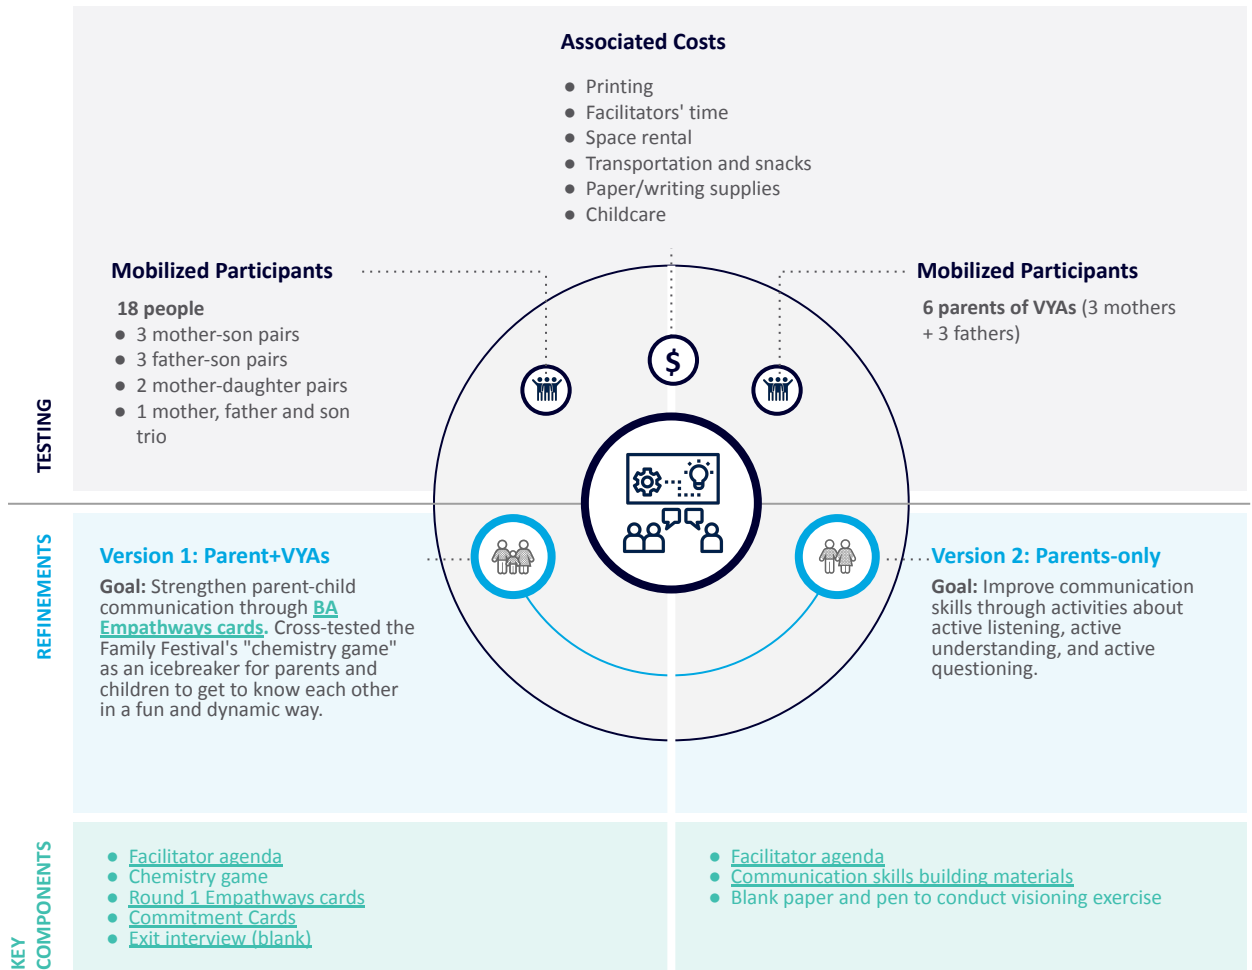 Associated Costs
● Printing
● Facilitators' time
● Space rental
● Transportation and snacks
● Paper/writing supplies
● Childcare
Mobilized Participants
18 people
● 3 mother-son pairs
● 3 father-son pairs
● 2 mother-daughter pairs
● 1 mother, father and son
trio
Mobilized Participants
6 parents of VYAs (3 mothers
+ 3 fathers)
$
TESTING
REFINEMENTS
Version 1: Parent+VYAs
Goal: Strengthen parent-child
communication through BA
Empathways cards. Cross-tested the
Family Festival's "chemistry game"
as an icebreaker for parents and
children to get to know each other
in a fun and dynamic way.
Version 2: Parents-only
Goal: Improve communication
skills through activities about
active listening, active
understanding, and active
questioning.
KEY
COMPONENTS
● Facilitator agenda
● Chemistry game
● Round 1 Empathways cards
● Commitment Cards
● Exit interview (blank)
● Facilitator agenda
● Communication skills building materials
● Blank paper and pen to conduct visioning exercise